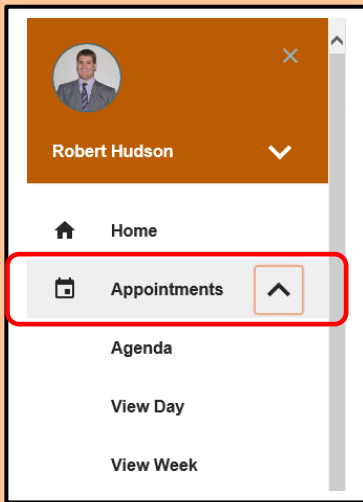 Robert Hudson
Home
Appointments
Agenda
View Day
View Week